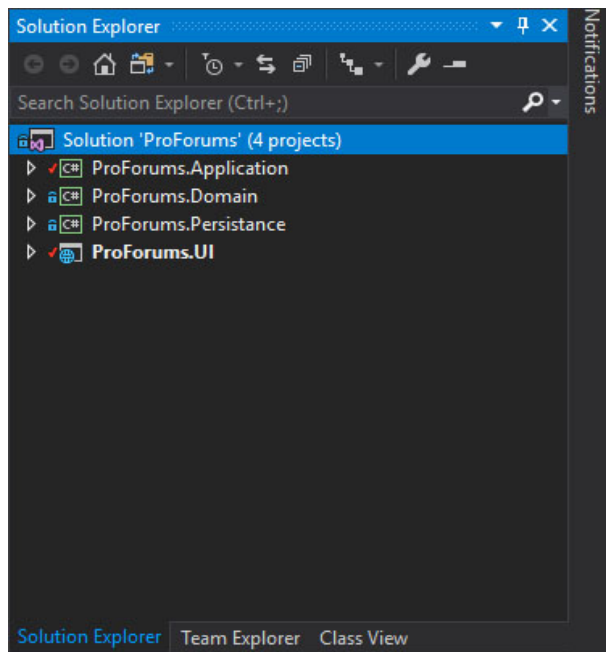 Solution Explorer
Search Solution Explorer (Ctrl+;)
Solution 'ProForums' (4 projects)
C# ProForums.Application
C# ProForums.Domain
C# ProForums.Persistance
ProForums.UI
Solution Explorer Team Explorer Class View
Notifications